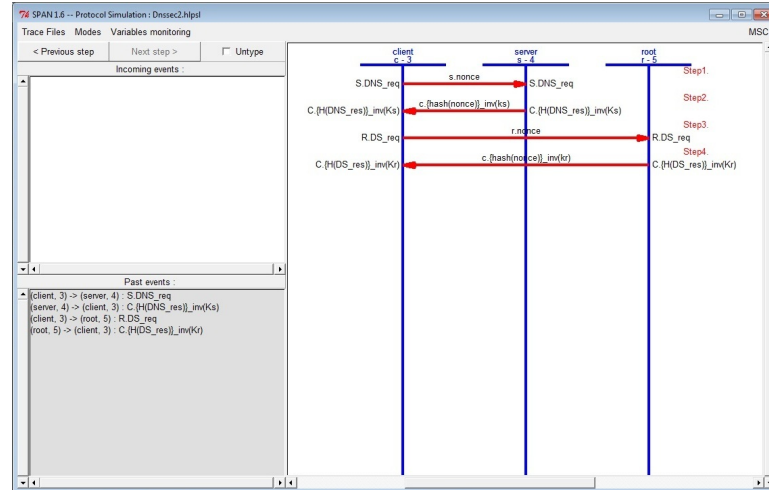 SPAN 1.6 -- Protocol Simulation : Dnssec2.hlpsl
Trace Files Modes Variables monitoring MSC
< Previous step Next step > Untype
Incoming events :
Past events :
(client, 3) -> (server, 4) : S.DNS_req
(server, 4) -> (client, 3) : C.{H(DNS_res)}_inv(Ks)
(client, 3) -> (root, 5) : R.DS_req
(root, 5) -> (client, 3) : C.{H(DS_res)}_inv(Kr)
client server root
c - 3 s - 4 r - 5
Step1.
s.nonce
S.DNS_req S.DNS_req
Step2.
c.{hash(nonce)}_inv(ks)
C.{H(DNS_res)}_inv(Ks) C.{H(DNS_res)}_inv(Ks)
Step3.
r.nonce
R.DS_req R.DS_req
Step4.
c.{hash(nonce)}_inv(kr)
C.{H(DS_res)}_inv(Kr) C.{H(DS_res)}_inv(Kr)